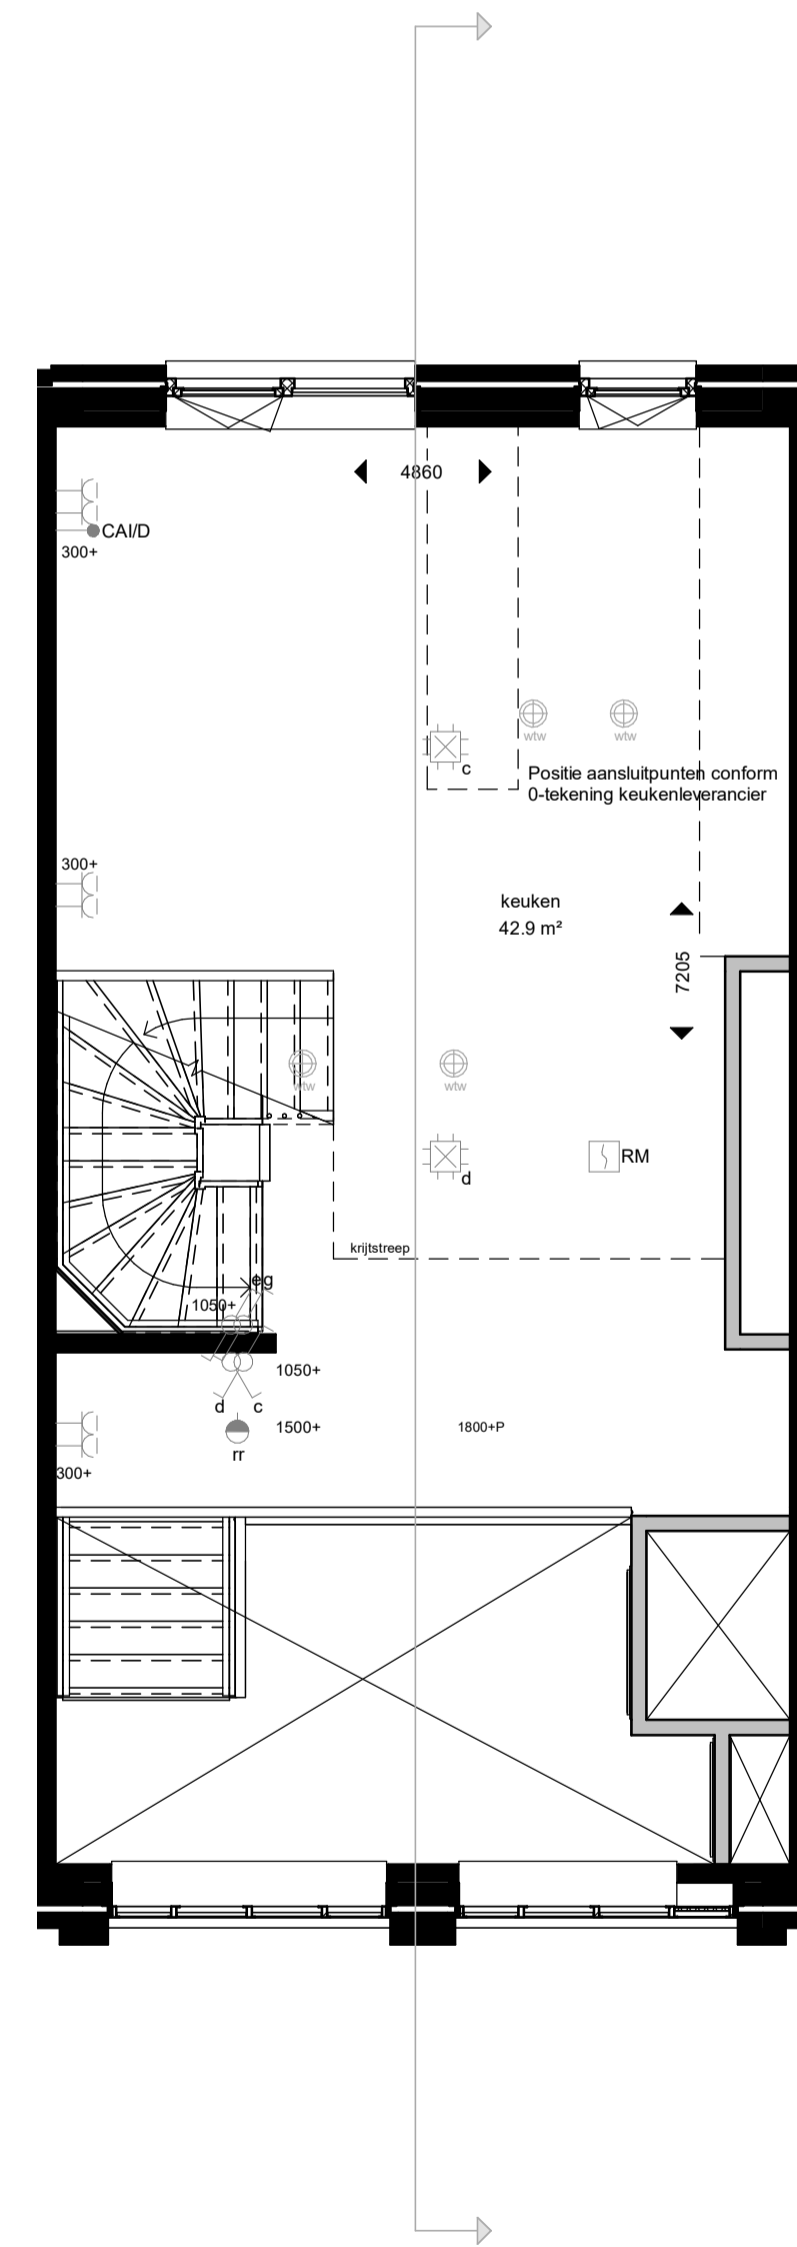 4860
CAI/D
300+
wtw
wtw
c
Positie aansluitpunten conform
0-tekening keukenleverancier
300+
keuken
42.9 m²
7205
wtw
wtw
RM
d
krijtstreep
eg
1050+
1050+
d c
1500+
1800+P
rr
300+